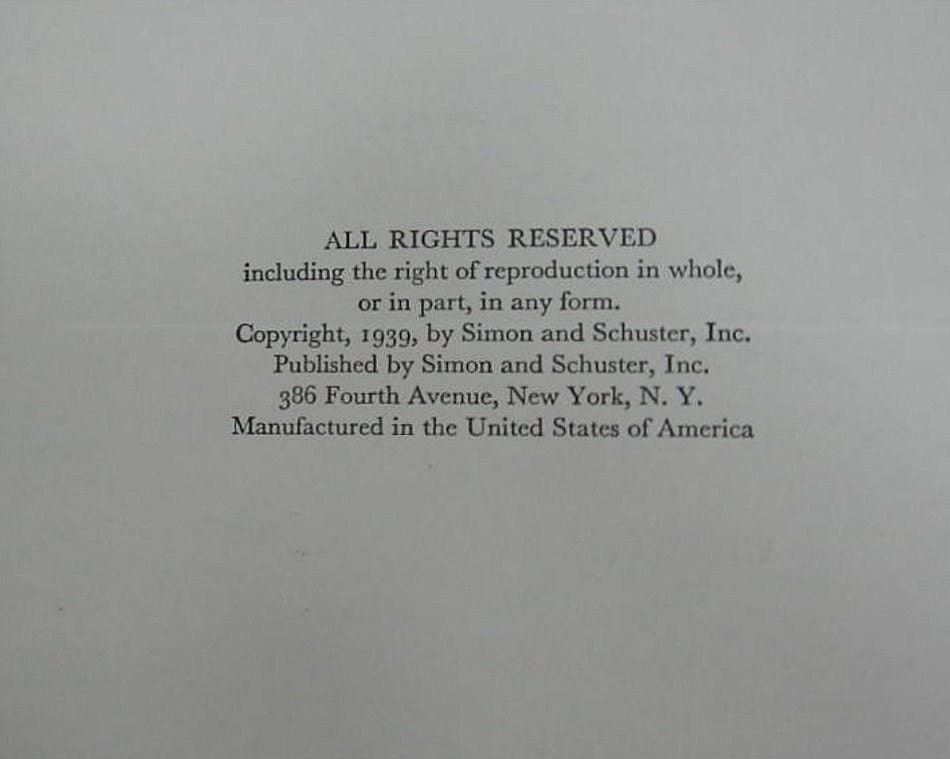 ALL RIGHTS RESERVED
including the right of reproduction in whole,
or in part, in any form.
Copyright, 1939, by Simon and Schuster, Inc.
Published by Simon and Schuster, Inc.
386 Fourth Avenue, New York, N. Y.
Manufactured in the United States of America